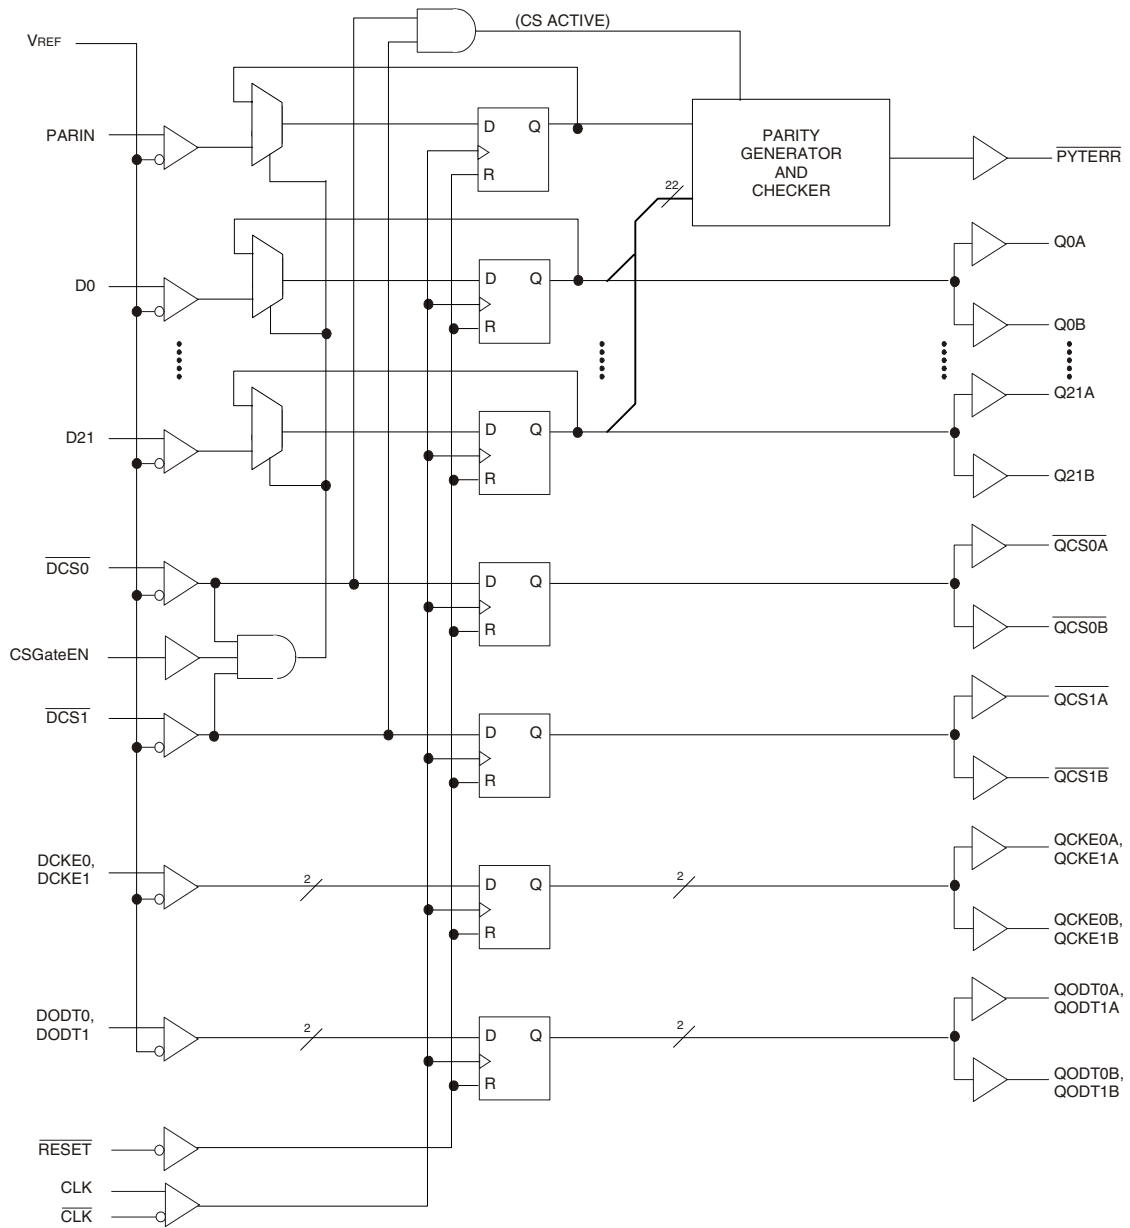 (CS ACTIVE)
VREF
PARIN
D Q
R
PARITY
GENERATOR
AND
CHECKER
22
PYTERR
D0
D Q
R
Q0A
Q0B
D21
D Q
R
Q21A
Q21B
DCS0
D Q
R
QCS0A
QCS0B
CSGateEN
DCS1
D Q
R
QCS1A
QCS1B
DCKE0,
DCKE1
2
D Q
R
2
QCKE0A,
QCKE1A
QCKE0B,
QCKE1B
DODT0,
DODT1
2
D Q
R
2
QODT0A,
QODT1A
QODT0B,
QODT1B
RESET
CLK
CLK